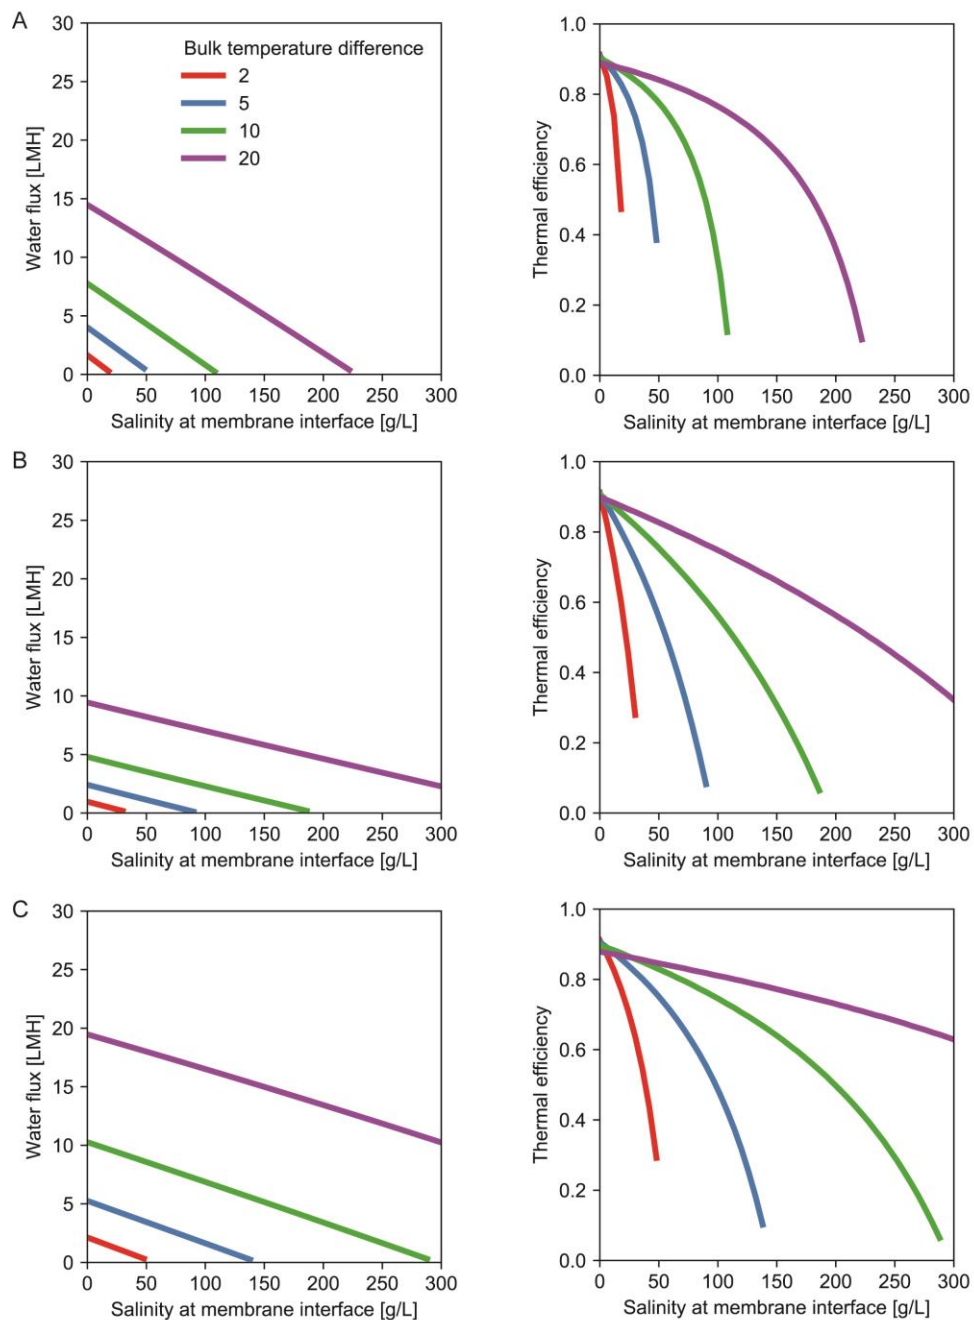 A
30
25
20
15
10
5
0
Water flux [LMH]
Bulk temperature difference
2
5
10
20
0 50 100 150 200 250 300
Salinity at membrane interface [g/L]
1.0
0.8
0.6
0.4
0.2
0.0
Thermal efficiency
0 50 100 150 200 250 300
Salinity at membrane interface [g/L]
B
30
25
20
15
10
5
0
Water flux [LMH]
0 50 100 150 200 250 300
Salinity at membrane interface [g/L]
1.0
0.8
0.6
0.4
0.2
0.0
Thermal efficiency
0 50 100 150 200 250 300
Salinity at membrane interface [g/L]
C
30
25
20
15
10
5
0
Water flux [LMH]
0 50 100 150 200 250 300
Salinity at membrane interface [g/L]
1.0
0.8
0.6
0.4
0.2
0.0
Thermal efficiency
0 50 100 150 200 250 300
Salinity at membrane interface [g/L]